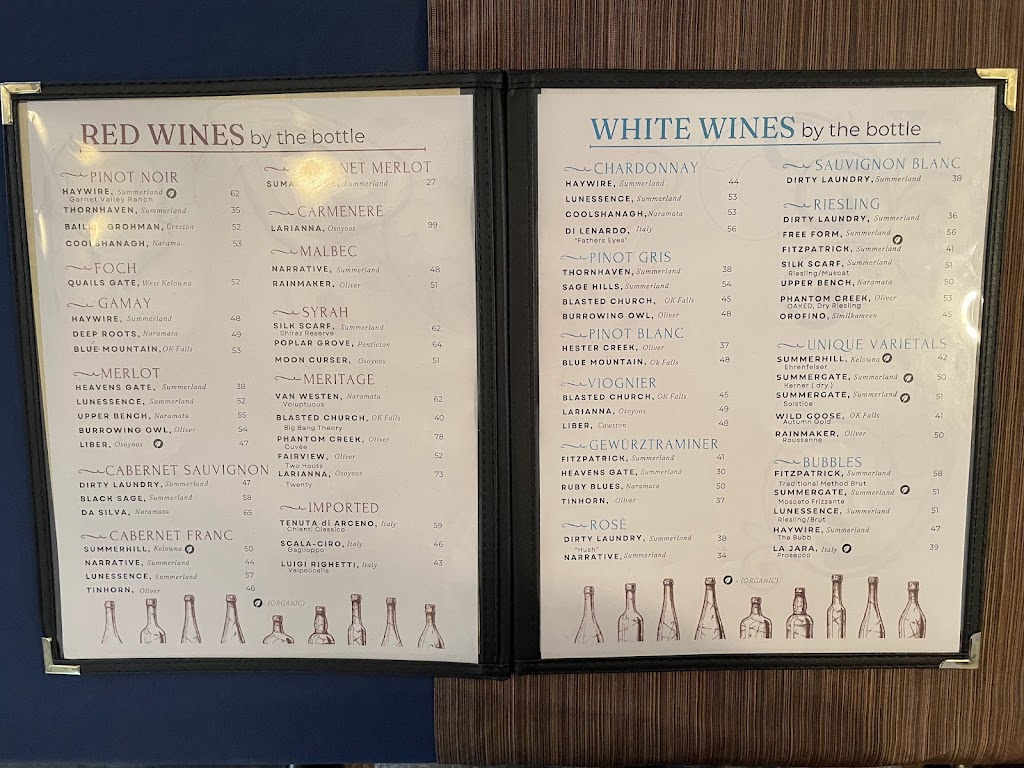 RED WINES by the bottle
PINOT NOIR
HAYWIRE, Summerland 62
Garnet Valley Ranch
THORNHAVEN, Summerland 35
GROHMAN, Creston 52
COOLSHANAGH, Narama. 53
FOCH
QUAILS GATE, West Kelowna 52
GAMAY
HAYWIRE, Summerland 48
DEEP ROOTS, Naramata 49
BLUE MOUNTAIN, OK Falls 53
MERLOT
HEAVENS GATE, Summerland 38
LUNESSENCE, Summerland 52
UPPER BENCH, Naramata 55
BURROWING OWL, Oliver 54
LIBER, Osoyoos 47
CABERNET SAUVIGNON
DIRTY LAUNDRY, Summerland 47
BLACK SAGE, Summerland 58
DA SILVA, Naramata 65
CABERNET FRANC
SUMMERHILL, Kelowna 50
NARRATIVE, Summerland 44
LUNESSENCE, Summerland 57
TINHORN, Oliver 46
NET MERLOT
Summerland 27
CARMENERE
LARIANNA, Osoyoos 99
MALBEC
NARRATIVE, Summerland 48
RAINMAKER, Oliver 51
SYRAH
SILK SCARF, Summerland 62
Shiraz Reserve
POPLAR GROVE, Penticton 64
MOON CURSER, Osoyoos 51
MERITAGE
VAN WESTEN, Naramata 62
Voluptuous
BLASTED CHURCH, OK Falls 40
Big Bang Theory
PHANTOM CREEK, Oliver 78
Cuvée
FAIRVIEW, Oliver 52
Two Hoots
LARIANNA, Osoyoos 73
Twenty
IMPORTED
TENUTA di ARCENO, Italy 59
Chianti Classico
SCALA-CIRO, Italy 46
Gaglioppo
LUIGI RIGHETTI, Italy 43
Valpolicella
- (ORGANIC)
WHITE WINES by the bottle
CHARDONNAY
HAYWIRE, Summerland 44
LUNESSENCE, Summerland 53
COOLSHANAGH, Naramata 53
DI LENARDO, Italy 56
"Fathers Eyes"
PINOT GRIS
THORNHAVEN, Summerland 38
SAGE HILLS, Summerland 54
BLASTED CHURCH, OK Falls 45
BURROWING OWL, Oliver 48
PINOT BLANC
HESTER CREEK, Oliver 37
BLUE MOUNTAIN, Ok Falls 48
VIOGNIER
BLASTED CHURCH, OK Falls 45
LARIANNA, Osoyoos 49
LIBER, Cawston 48
GEWÜRZTRAMINER
FITZPATRICK, Summerland 41
HEAVENS GATE, Summerland 30
RUBY BLUES, Naramata 50
TINHORN, Oliver 37
ROSÉ
DIRTY LAUNDRY, Summerland 38
"Hush"
NARRATIVE, Summerland 34
SAUVIGNON BLANC
DIRTY LAUNDRY, Summerland 38
RIESLING
DIRTY LAUNDRY, Summerland 36
FREE FORM, Summerland 56
FITZPATRICK, Summerland 41
SILK SCARF, Summerland 51
Riesling/Muscat
UPPER BENCH, Naramata 50
PHANTOM CREEK, Oliver 53
OAKED, Dry Riesling
OROFINO, Similkameen 45
UNIQUE VARIETALS
SUMMERHILL, Kelowna 42
Ehrenfelser
SUMMERGATE, Summerland 50
Kerner ( dry )
SUMMERGATE, Summerland 51
Solstice
WILD GOOSE, OK Falls 41
Autumn Gold
RAINMAKER, Oliver 50
Roussanne
BUBBLES
FITZPATRICK, Summerland 58
Traditional Method Brut
SUMMERGATE, Summerland 51
Moscato Frizzante
LUNESSENCE, Summerland 51
Riesling/Brut
HAYWIRE, Summerland 47
The Bubb
LA JARA, Italy 39
Prosecco
- (ORGANIC)